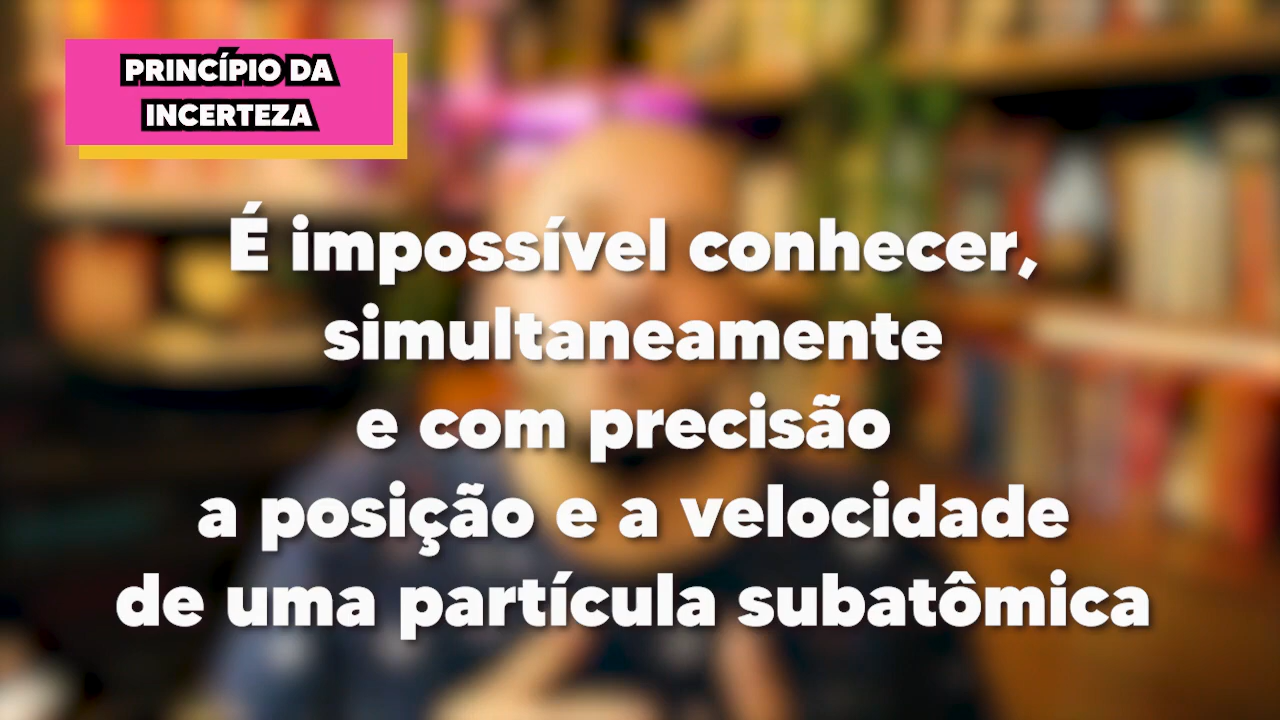 PRINCÍPIO DA
INCERTEZA
É impossível conhecer,
simultaneamente
e com precisão
a posição e a velocidade
de uma partícula subatômica